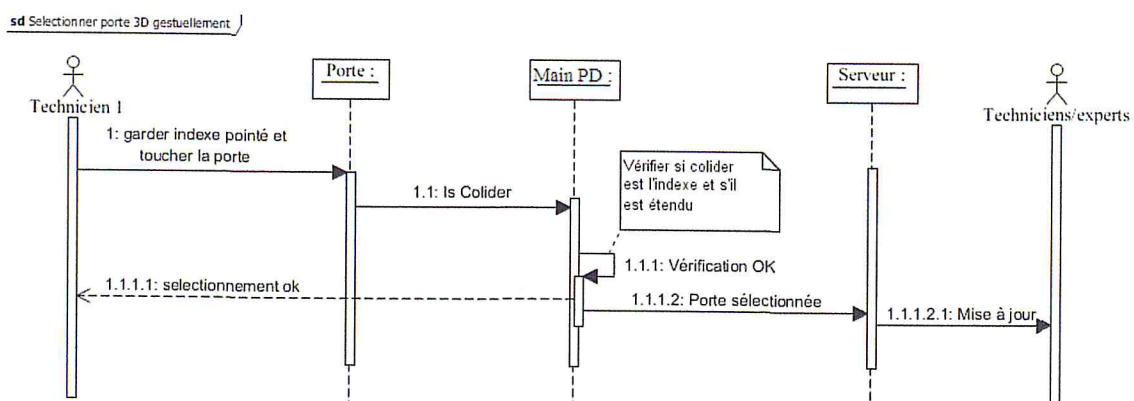 sd Selectionner porte 3D gestuellement
Technicien 1
Porte :
Main PD :
Serveur :
Techniciens/experts
1: garder indexe pointé et
toucher la porte
Vérifier si colider
est l'indexe et s'il
est étendu
1.1: Is Colider
1.1.1: Vérification OK
1.1.1.1: selectionnement ok
1.1.1.2: Porte sélectionnée
1.1.1.2.1: Mise à jour